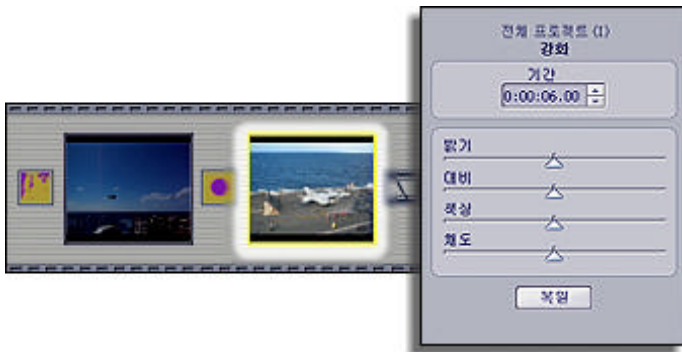 전체 프로젝트 (I)
강화
기간
0:00:06.00
밝기
대비
색상
채도
복원